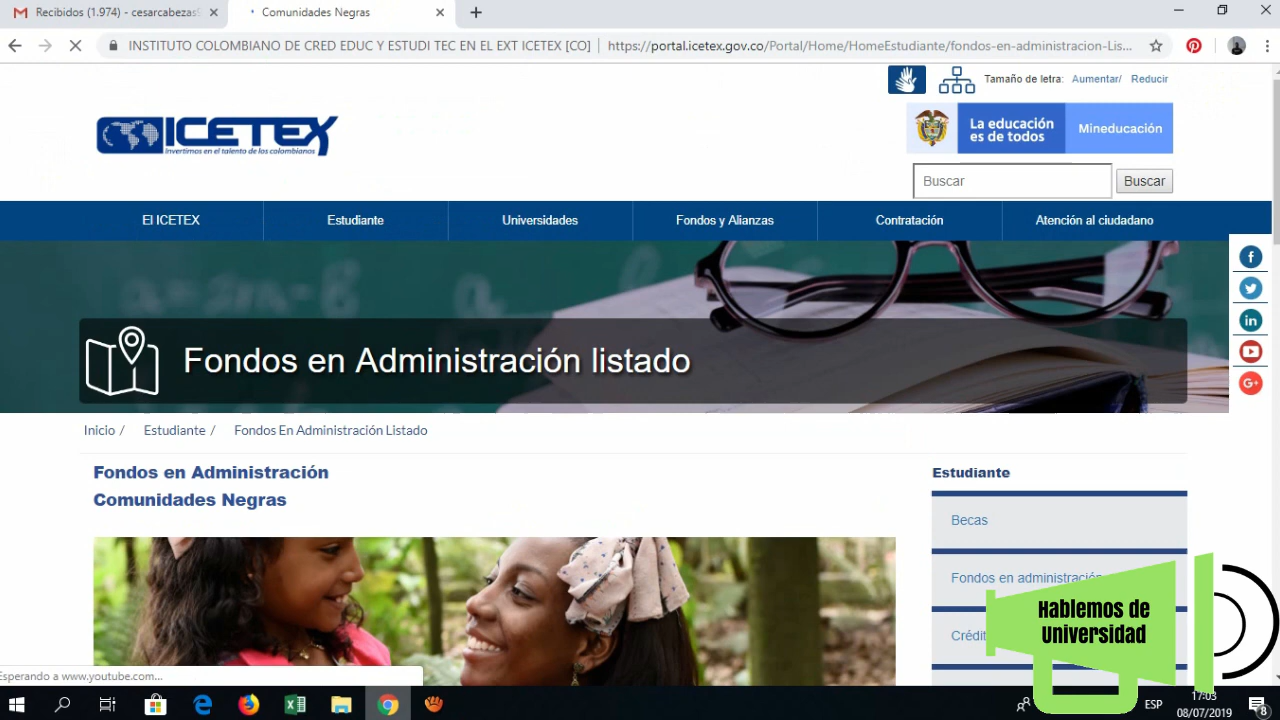 Recibidos (1.974) - cesarcabezas
Comunidades Negras
INSTITUTO COLOMBIANO DE CRED EDUC Y ESTUDI TEC EN EL EXT ICETEX [CO]
https://portal.icetex.gov.co/Portal/Home/HomeEstudiante/fondos-en-administracion-Lis...
Tamaño de letra: Aumentar/ Reducir
ICETEX
Invertimos en el talento de los colombianos
La educación
es de todos
Mineducación
Buscar
Buscar
El ICETEX
Estudiante
Universidades
Fondos y Alianzas
Contratación
Atención al ciudadano
Fondos en Administración listado
Inicio / Estudiante / Fondos En Administración Listado
Fondos en Administración
Comunidades Negras
Estudiante
Becas
Fondos en administración
Crédit
Hablemos de
Universidad
Esperando a www.youtube.com...
ESP
17:03
08/07/2019
8